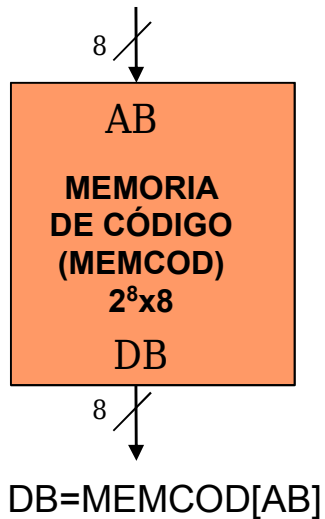 8
AB
MEMORIA
DE CÓDIGO
(MEMCOD)
2⁸x8
DB
8
DB=MEMCOD[AB]